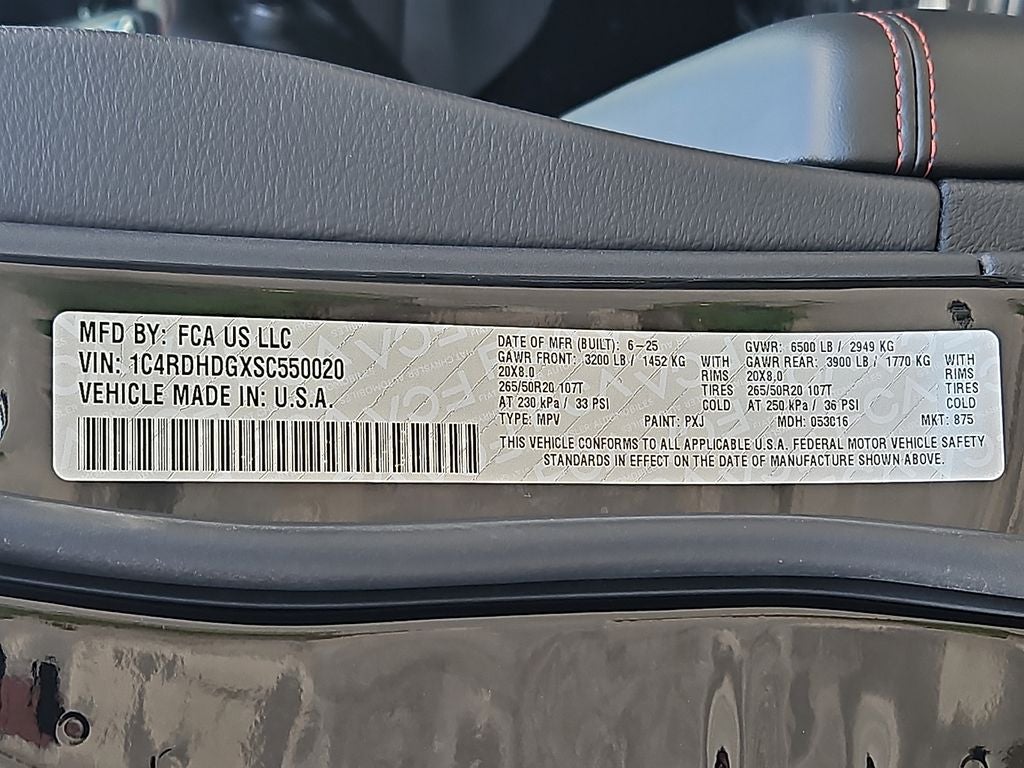 MFD BY: FCA US LLC
VIN: 1C4RDHDGXSC550020
VEHICLE MADE IN: U.S.A.
DATE OF MFR (BUILT): 6-25
GAWR FRONT: 3200 LB / 1452 KG WITH
20X8.0 RIMS
265/50R20 107T TIRES
AT 230 kPa / 33 PSI COLD
GVWR: 6500 LB / 2949 KG
GAWR REAR: 3900 LB / 1770 KG WITH
20X8.0 RIMS
265/50R20 107T TIRES
AT 250 kPa / 36 PSI COLD
TYPE: MPV PAINT: PXJ MDH: 053016 MKT: 875
THIS VEHICLE CONFORMS TO ALL APPLICABLE U.S.A. FEDERAL MOTOR VEHICLE SAFETY
STANDARDS IN EFFECT ON THE DATE OF MANUFACTURE SHOWN ABOVE.